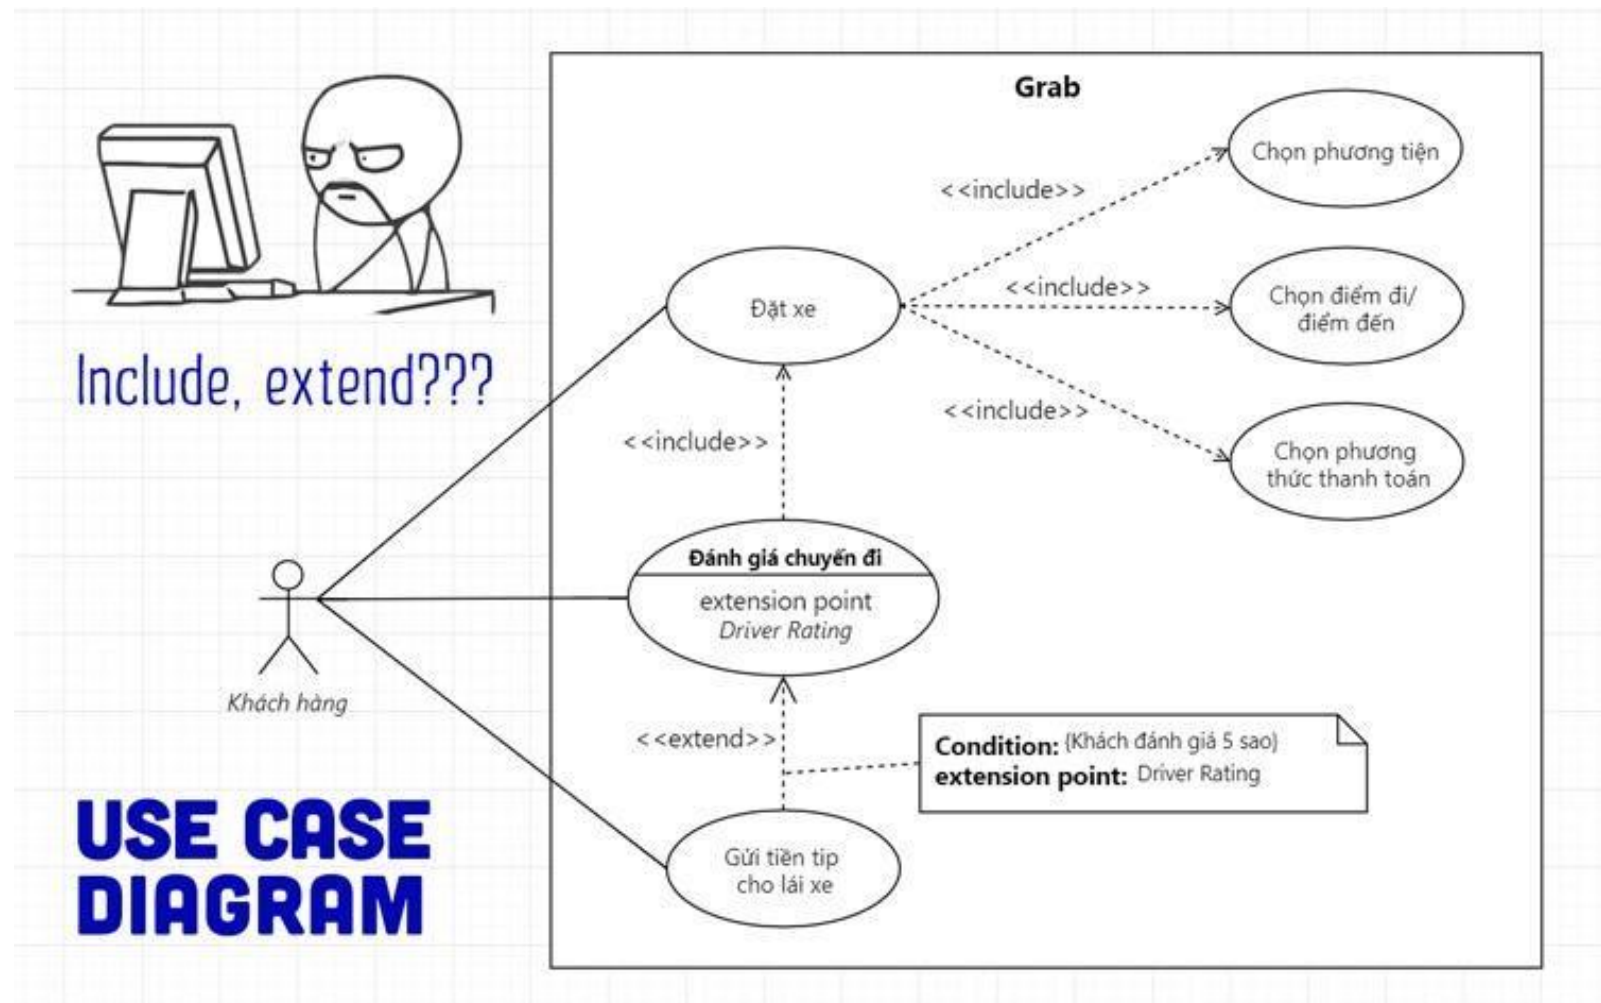 Grab
Chọn phương tiện
<<include>>
<<include>>
Chọn điểm đi/
điểm đến
Đặt xe
Include, extend???
<<include>>
<<include>>
Chọn phương
thức thanh toán
Đánh giá chuyến đi
extension point
Driver Rating
Khách hàng
<<extend>>
Condition: {Khách đánh giá 5 sao}
extension point: Driver Rating
USE CASE
DIAGRAM
Gửi tiền tip
cho lái xe